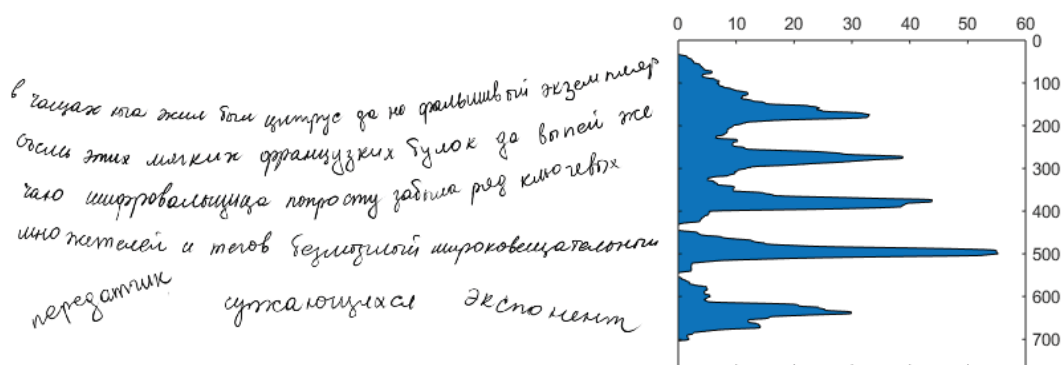 в чащах юга жил был цитрус да но фальшивый экземпляр
съешь этих мягких французких булок да выпей же
чаю шифровальщица попросту забыла ряд ключевых
множителей и тегов безмозглый широковещательный
передатчик сужающихся экспонент
0 10 20 30 40 50 60
0
100
200
300
400
500
600
700